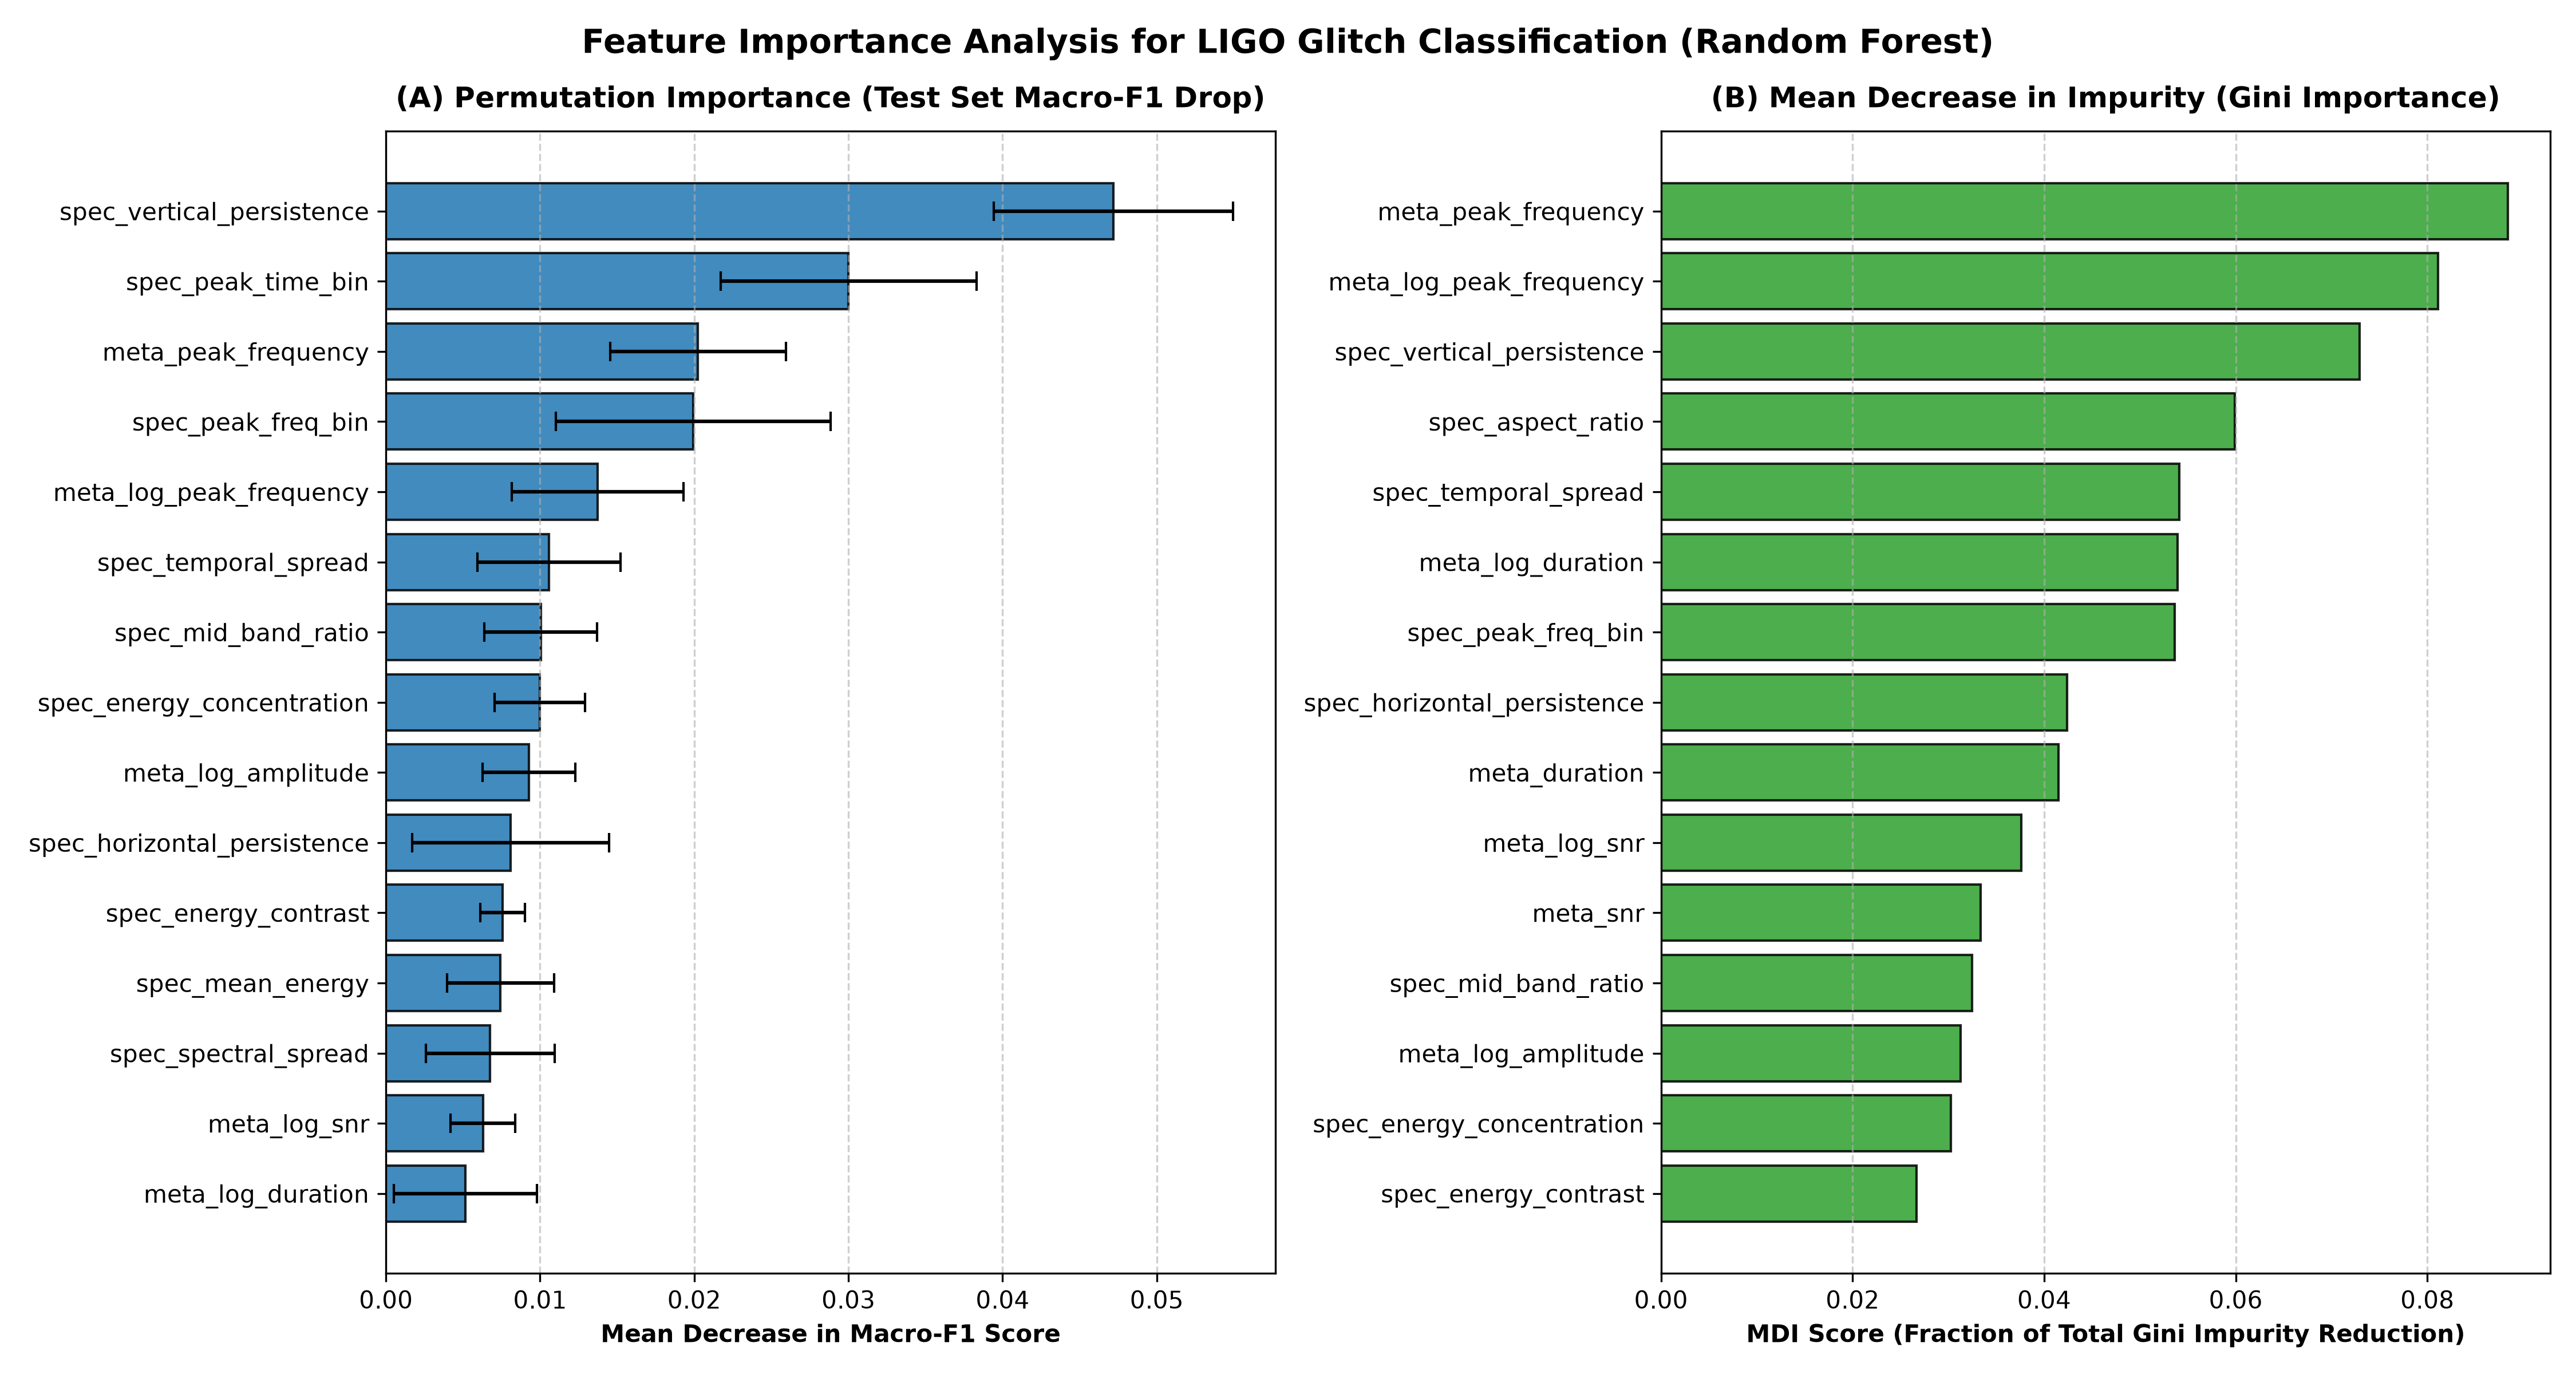 Feature Importance Analysis for LIGO Glitch Classification (Random Forest)
(A) Permutation Importance (Test Set Macro-F1 Drop)
spec_vertical_persistence
spec_peak_time_bin
meta_peak_frequency
spec_peak_freq_bin
meta_log_peak_frequency
spec_temporal_spread
spec_mid_band_ratio
spec_energy_concentration
meta_log_amplitude
spec_horizontal_persistence
spec_energy_contrast
spec_mean_energy
spec_spectral_spread
meta_log_snr
meta_log_duration
0.00 0.01 0.02 0.03 0.04 0.05
Mean Decrease in Macro-F1 Score
(B) Mean Decrease in Impurity (Gini Importance)
meta_peak_frequency
meta_log_peak_frequency
spec_vertical_persistence
spec_aspect_ratio
spec_temporal_spread
meta_log_duration
spec_peak_freq_bin
spec_horizontal_persistence
meta_duration
meta_log_snr
meta_snr
spec_mid_band_ratio
meta_log_amplitude
spec_energy_concentration
spec_energy_contrast
0.00 0.02 0.04 0.06 0.08
MDI Score (Fraction of Total Gini Impurity Reduction)